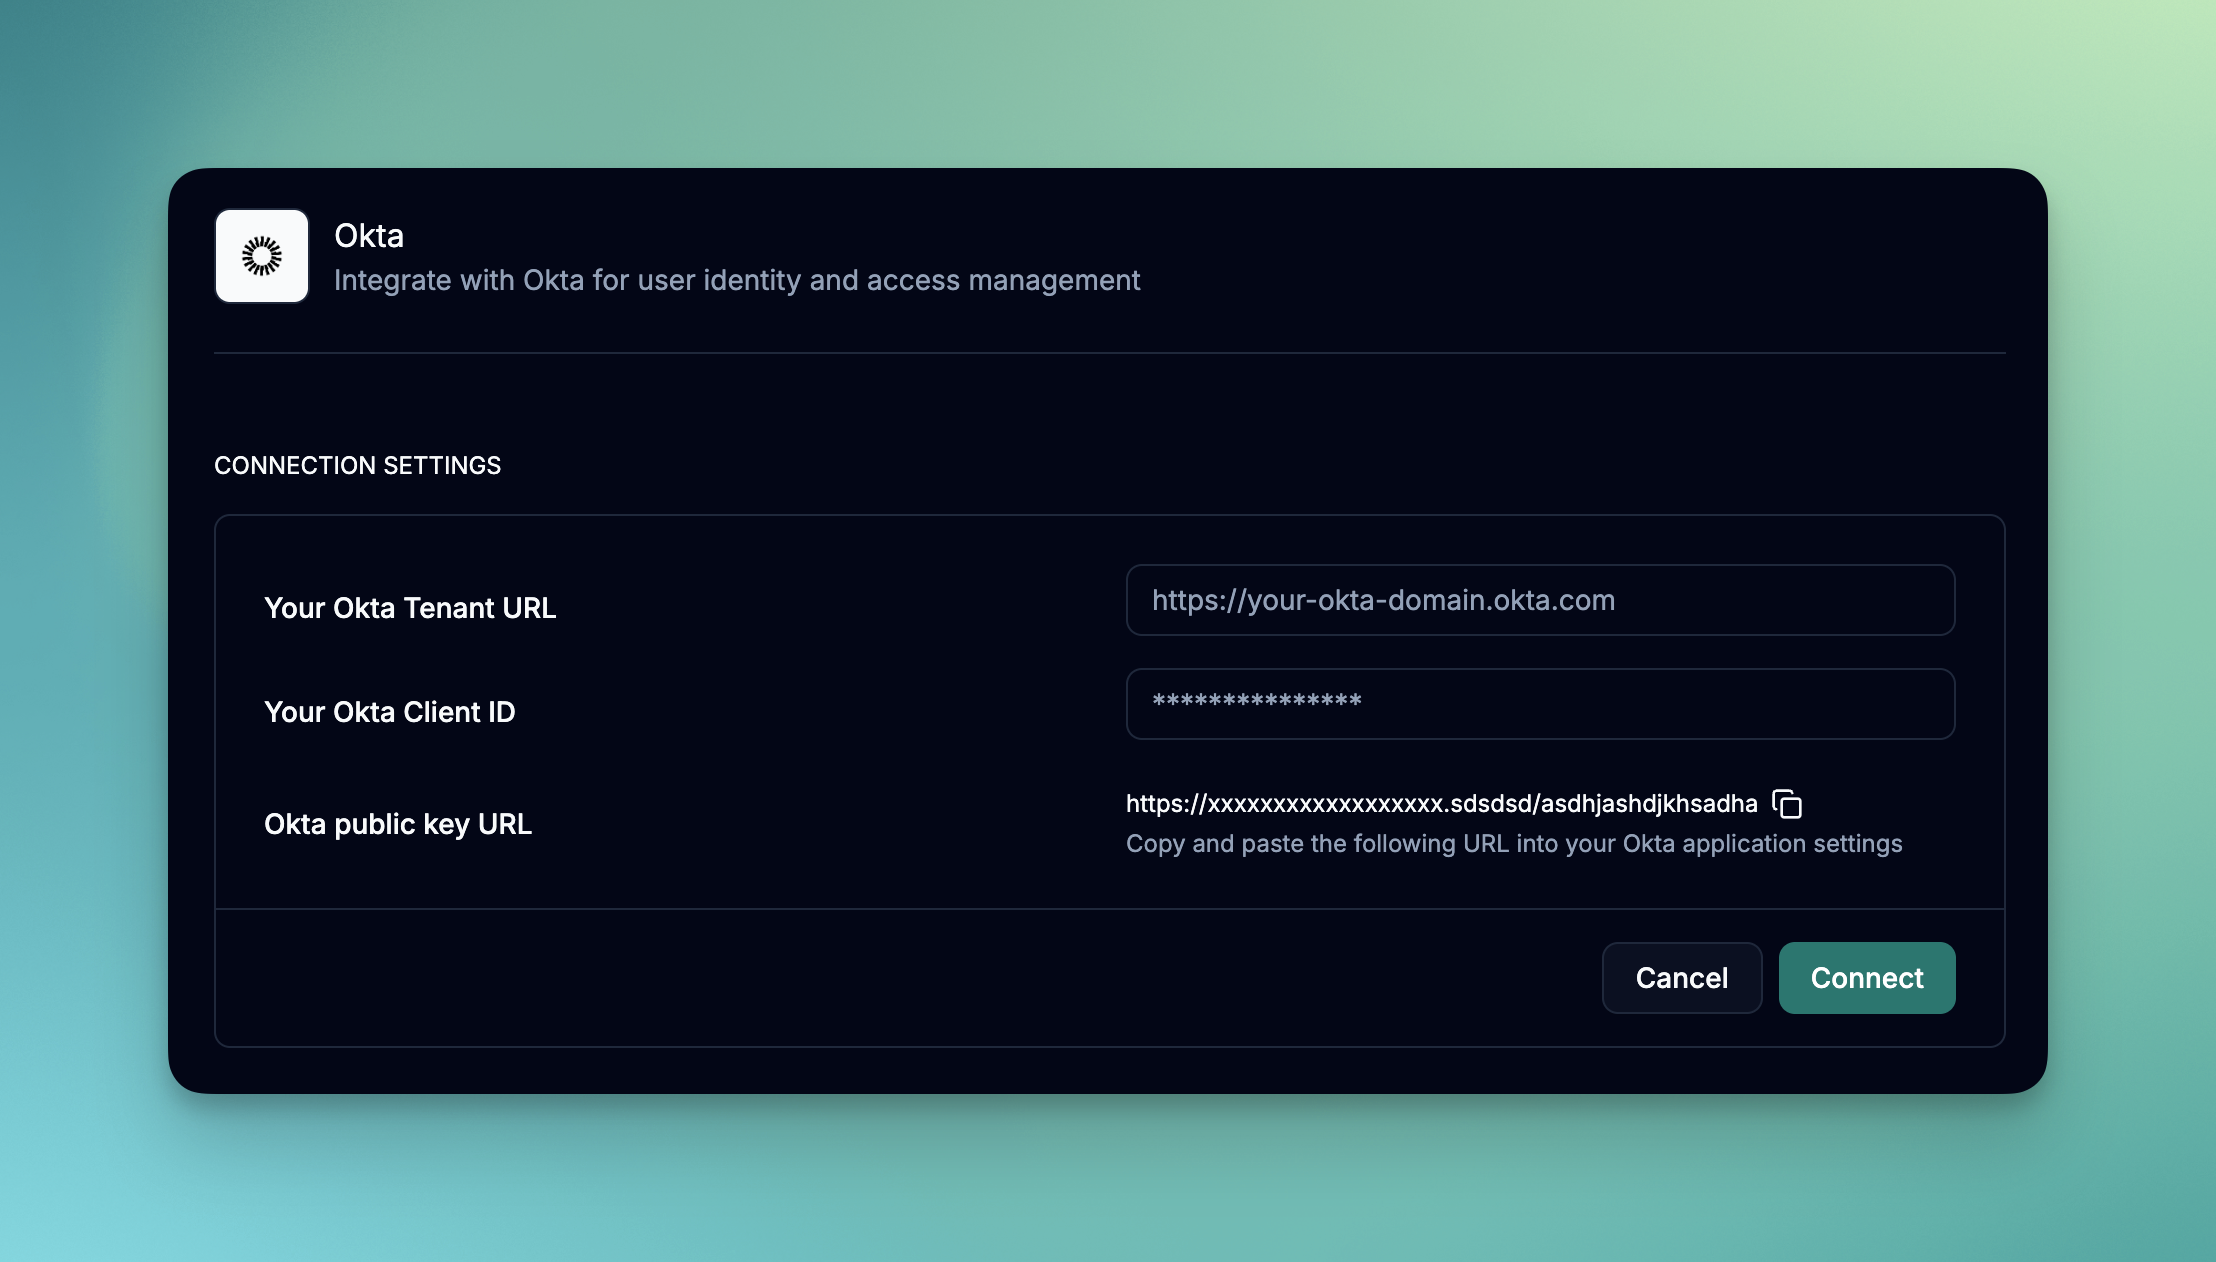 Okta
Integrate with Okta for user identity and access management
CONNECTION SETTINGS
Your Okta Tenant URL
https://your-okta-domain.okta.com
Your Okta Client ID
***************
Okta public key URL
https://xxxxxxxxxxxxxxxxxx.sdsdsd/asdhjashdjkhsadha
Copy and paste the following URL into your Okta application settings
Cancel
Connect